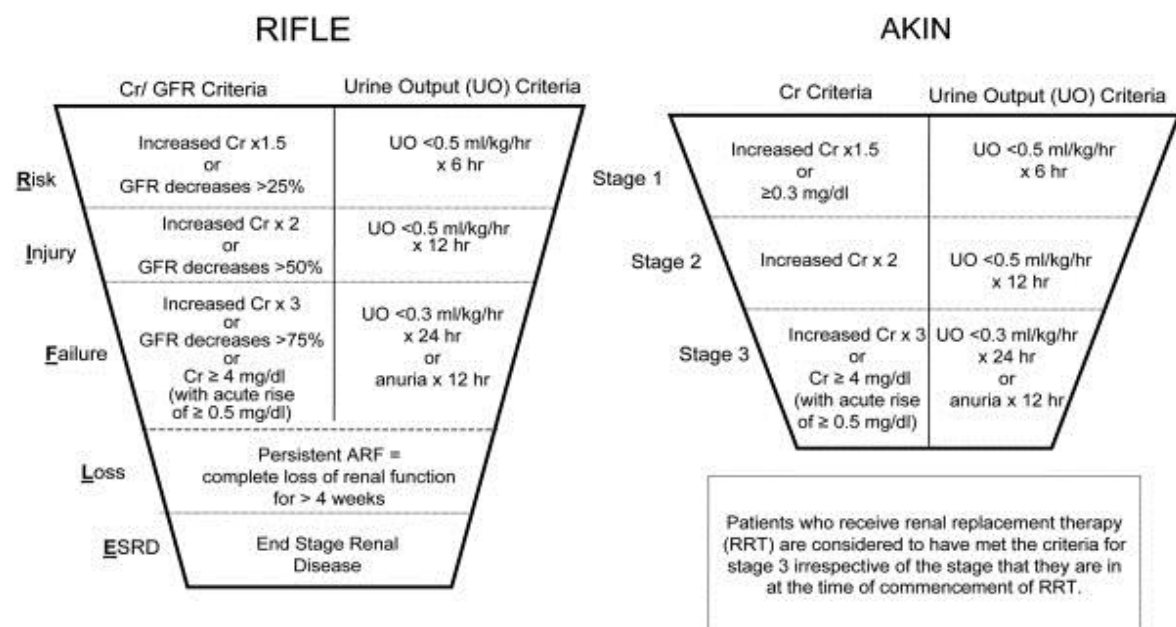 RIFLE
Cr/ GFR Criteria
Urine Output (UO) Criteria
Risk
Increased Cr x1.5
or
GFR decreases >25%
UO <0.5 ml/kg/hr
x 6 hr
Injury
Increased Cr x 2
or
GFR decreases >50%
UO <0.5 ml/kg/hr
x 12 hr
Failure
Increased Cr x 3
or
GFR decreases >75%
or
Cr ≥ 4 mg/dl
(with acute rise
of ≥ 0.5 mg/dl)
UO <0.3 ml/kg/hr
x 24 hr
or
anuria x 12 hr
Loss
Persistent ARF =
complete loss of renal function
for > 4 weeks
ESRD
End Stage Renal
Disease
AKIN
Cr Criteria
Urine Output (UO) Criteria
Stage 1
Increased Cr x1.5
or
≥0.3 mg/dl
UO <0.5 ml/kg/hr
x 6 hr
Stage 2
Increased Cr x 2
UO <0.5 ml/kg/hr
x 12 hr
Stage 3
Increased Cr x 3
or
Cr ≥ 4 mg/dl
(with acute rise
of ≥ 0.5 mg/dl)
UO <0.3 ml/kg/hr
x 24 hr
or
anuria x 12 hr
Patients who receive renal replacement therapy
(RRT) are considered to have met the criteria for
stage 3 irrespective of the stage that they are in
at the time of commencement of RRT.